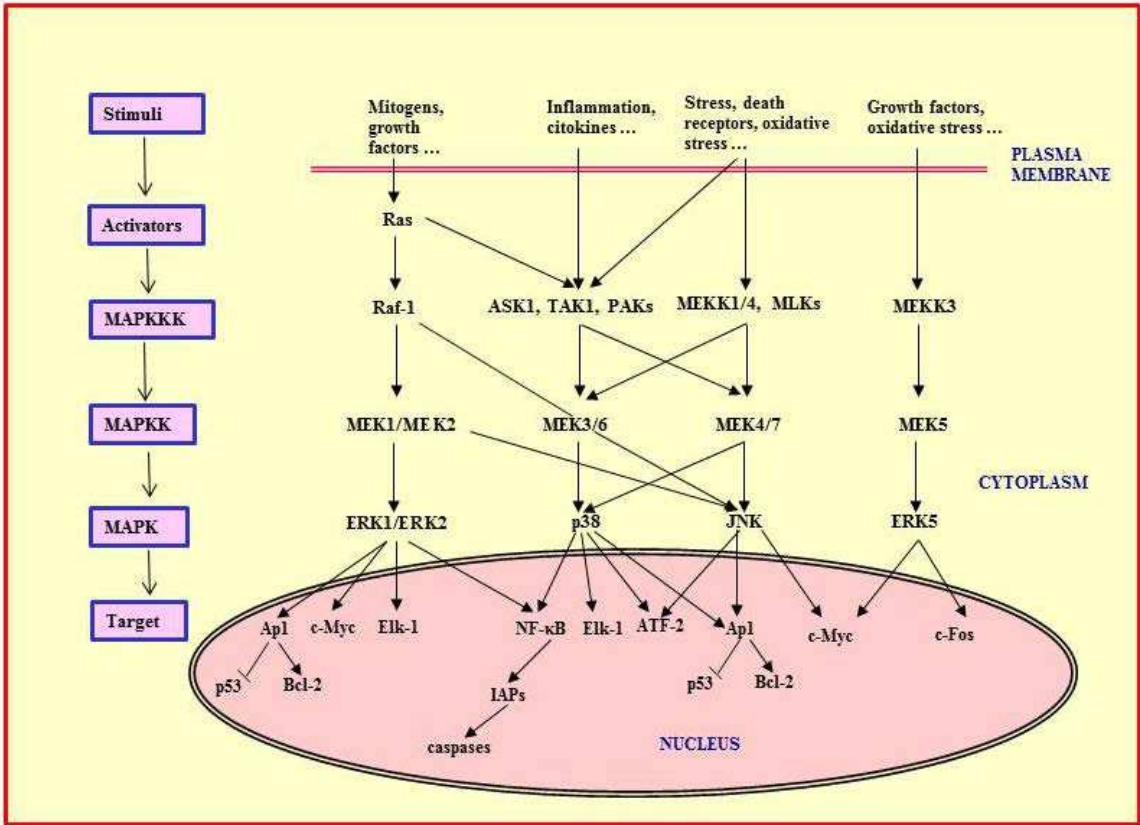 Stimuli
Mitogens,
growth
factors ...
Inflammation,
citokines ...
Stress, death
receptors, oxidative
stress ...
Growth factors,
oxidative stress ...
PLASMA
MEMBRANE
Activators
Ras
MAPKKK
Raf-1
ASK1, TAK1, PAKs
MEKK1/4, MLKs
MEKK3
MAPKK
MEK1/MEK2
MEK3/6
MEK4/7
MEK5
CYTOPLASM
MAPK
ERK1/ERK2
p38
JNK
ERK5
Target
Ap1
c-Myc
Elk-1
NF-κB
Elk-1
ATF-2
Ap1
c-Myc
c-Fos
p53
Bcl-2
IAPs
p53
Bcl-2
caspases
NUCLEUS